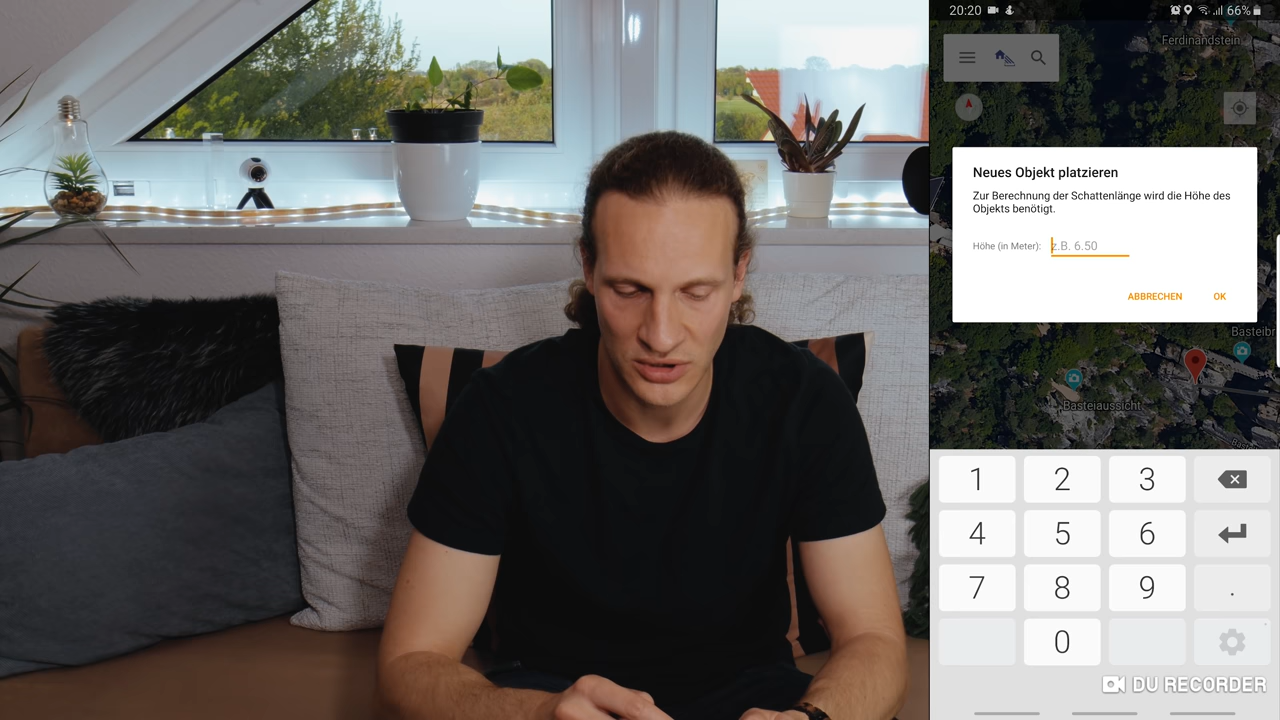 20:20
66%
Ferdinandstein
Neues Objekt platzieren
Zur Berechnung der Schattenlänge wird die Höhe des
Objekts benötigt.
Höhe (in Meter): z.B. 6.50
ABBRECHEN OK
Basteibr
Basteiaussicht
1 2 3
4 5 6
7 8 9 .
0
DU RECORDER